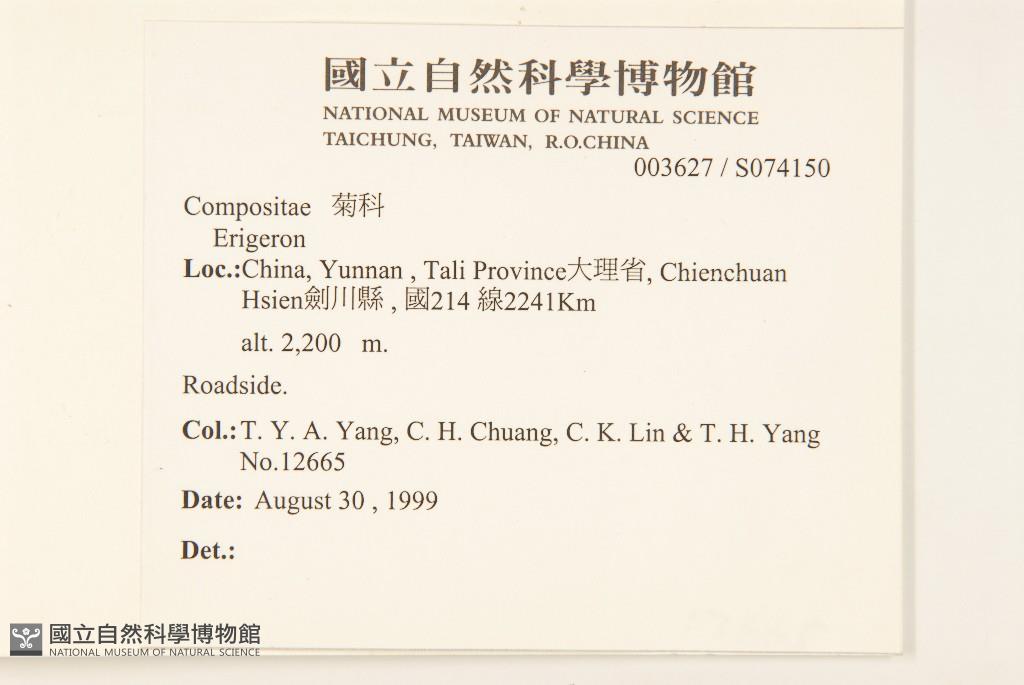 國立自然科學博物館
NATIONAL MUSEUM OF NATURAL SCIENCE
TAICHUNG, TAIWAN, R.O.CHINA
003627 / S074150
Compositae 菊科
Erigeron
Loc.:China, Yunnan , Tali Province大理省, Chienchuan
Hsien劍川縣 , 國214 線2241Km
alt. 2,200 m.
Roadside.
Col.:T. Y. A. Yang, C. H. Chuang, C. K. Lin & T. H. Yang
No.12665
Date: August 30 , 1999
Det.:
國立自然科學博物館
NATIONAL MUSEUM OF NATURAL SCIENCE